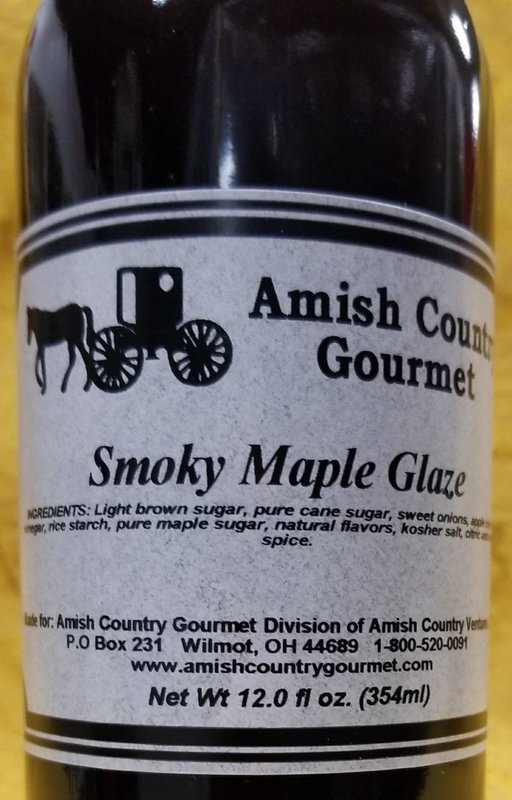 Amish Countr
Gourmet
Smoky Maple Glaze
INGREDIENTS: Light brown sugar, pure cane sugar, sweet onions, apple
vinegar, rice starch, pure maple sugar, natural flavors, kosher salt, citric
spice.
Made for: Amish Country Gourmet Division of Amish Country Ventures
P.O Box 231 Wilmot, OH 44689 1-800-520-0091
www.amishcountrygourmet.com
Net Wt 12.0 fl oz. (354ml)